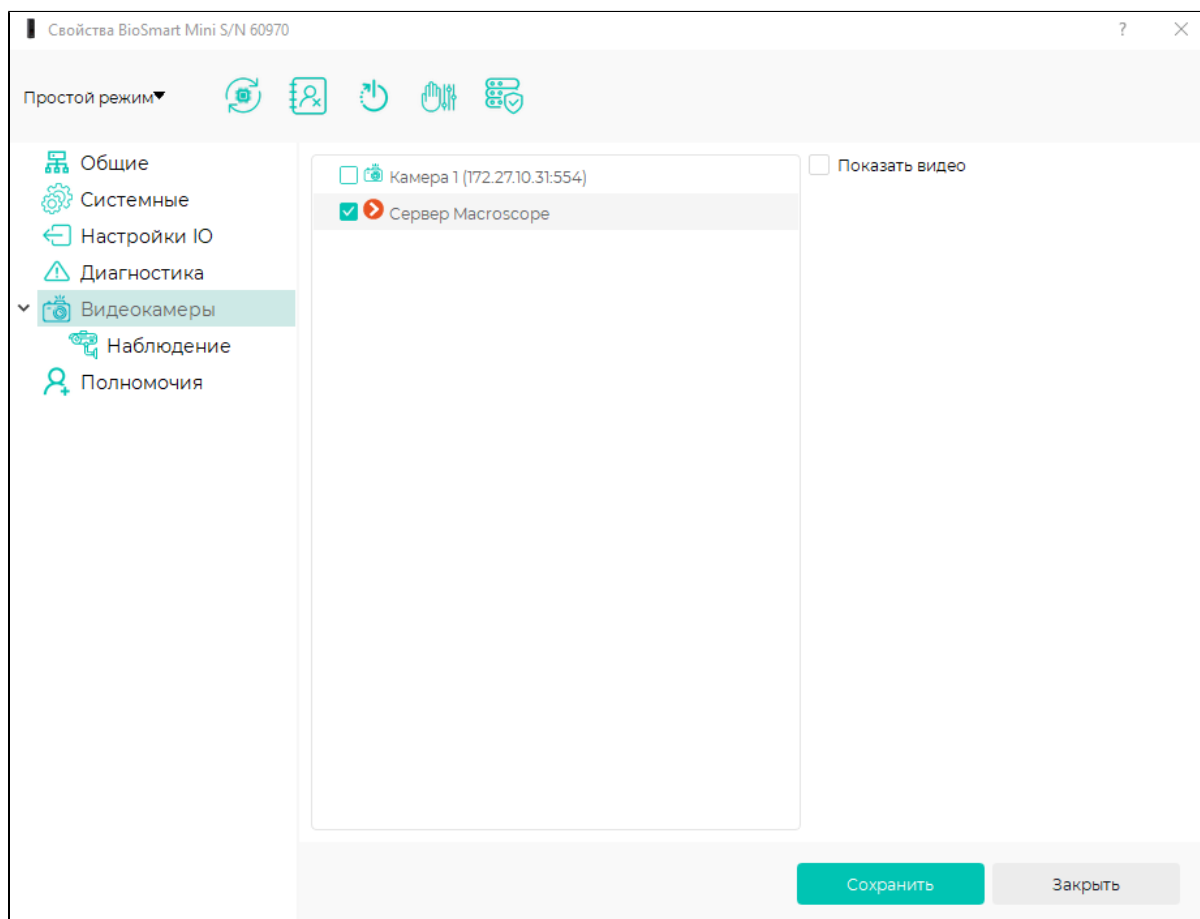 Свойства BioSmart Mini S/N 60970
?
Простой режим
Общие
Системные
Настройки IO
Диагностика
Видеокамеры
Наблюдение
Полномочия
Камера 1 (172.27.10.31:554)
Сервер Macroscope
Показать видео
Сохранить
Закрыть